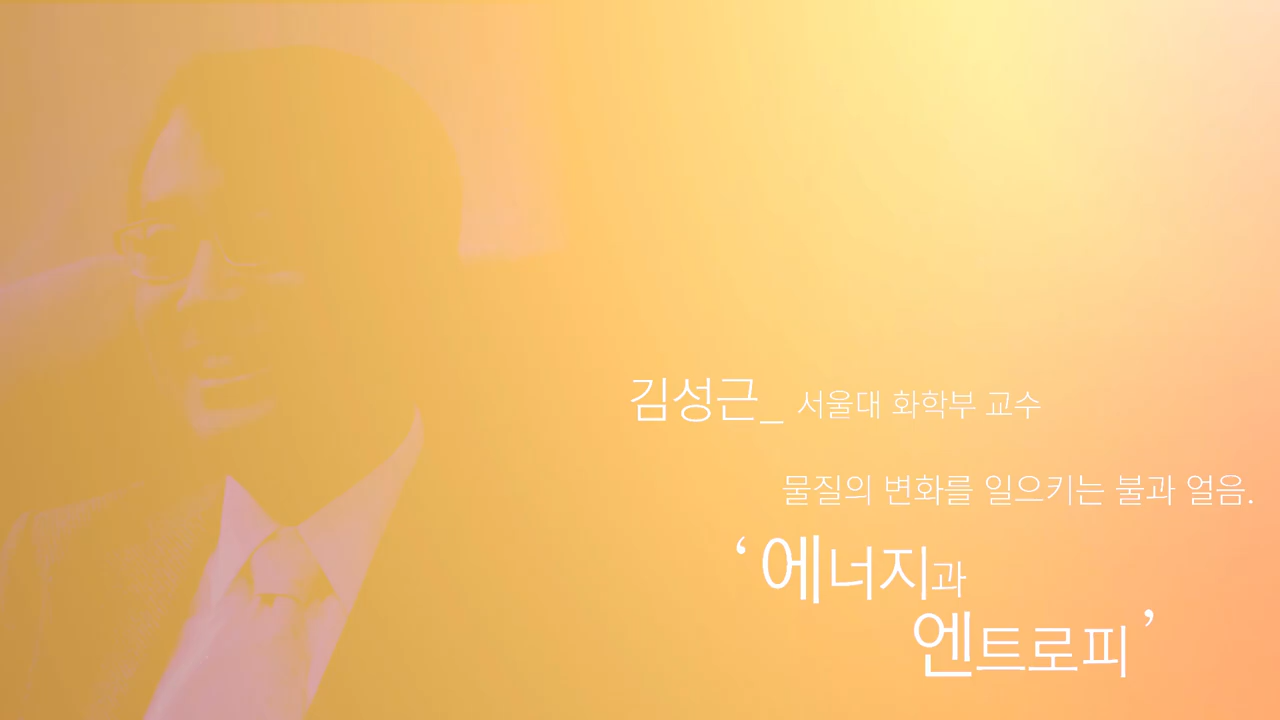 김성근_ 서울대 화학부 교수
물질의 변화를 일으키는 불과 얼음.
‘에너지과
엔트로피’